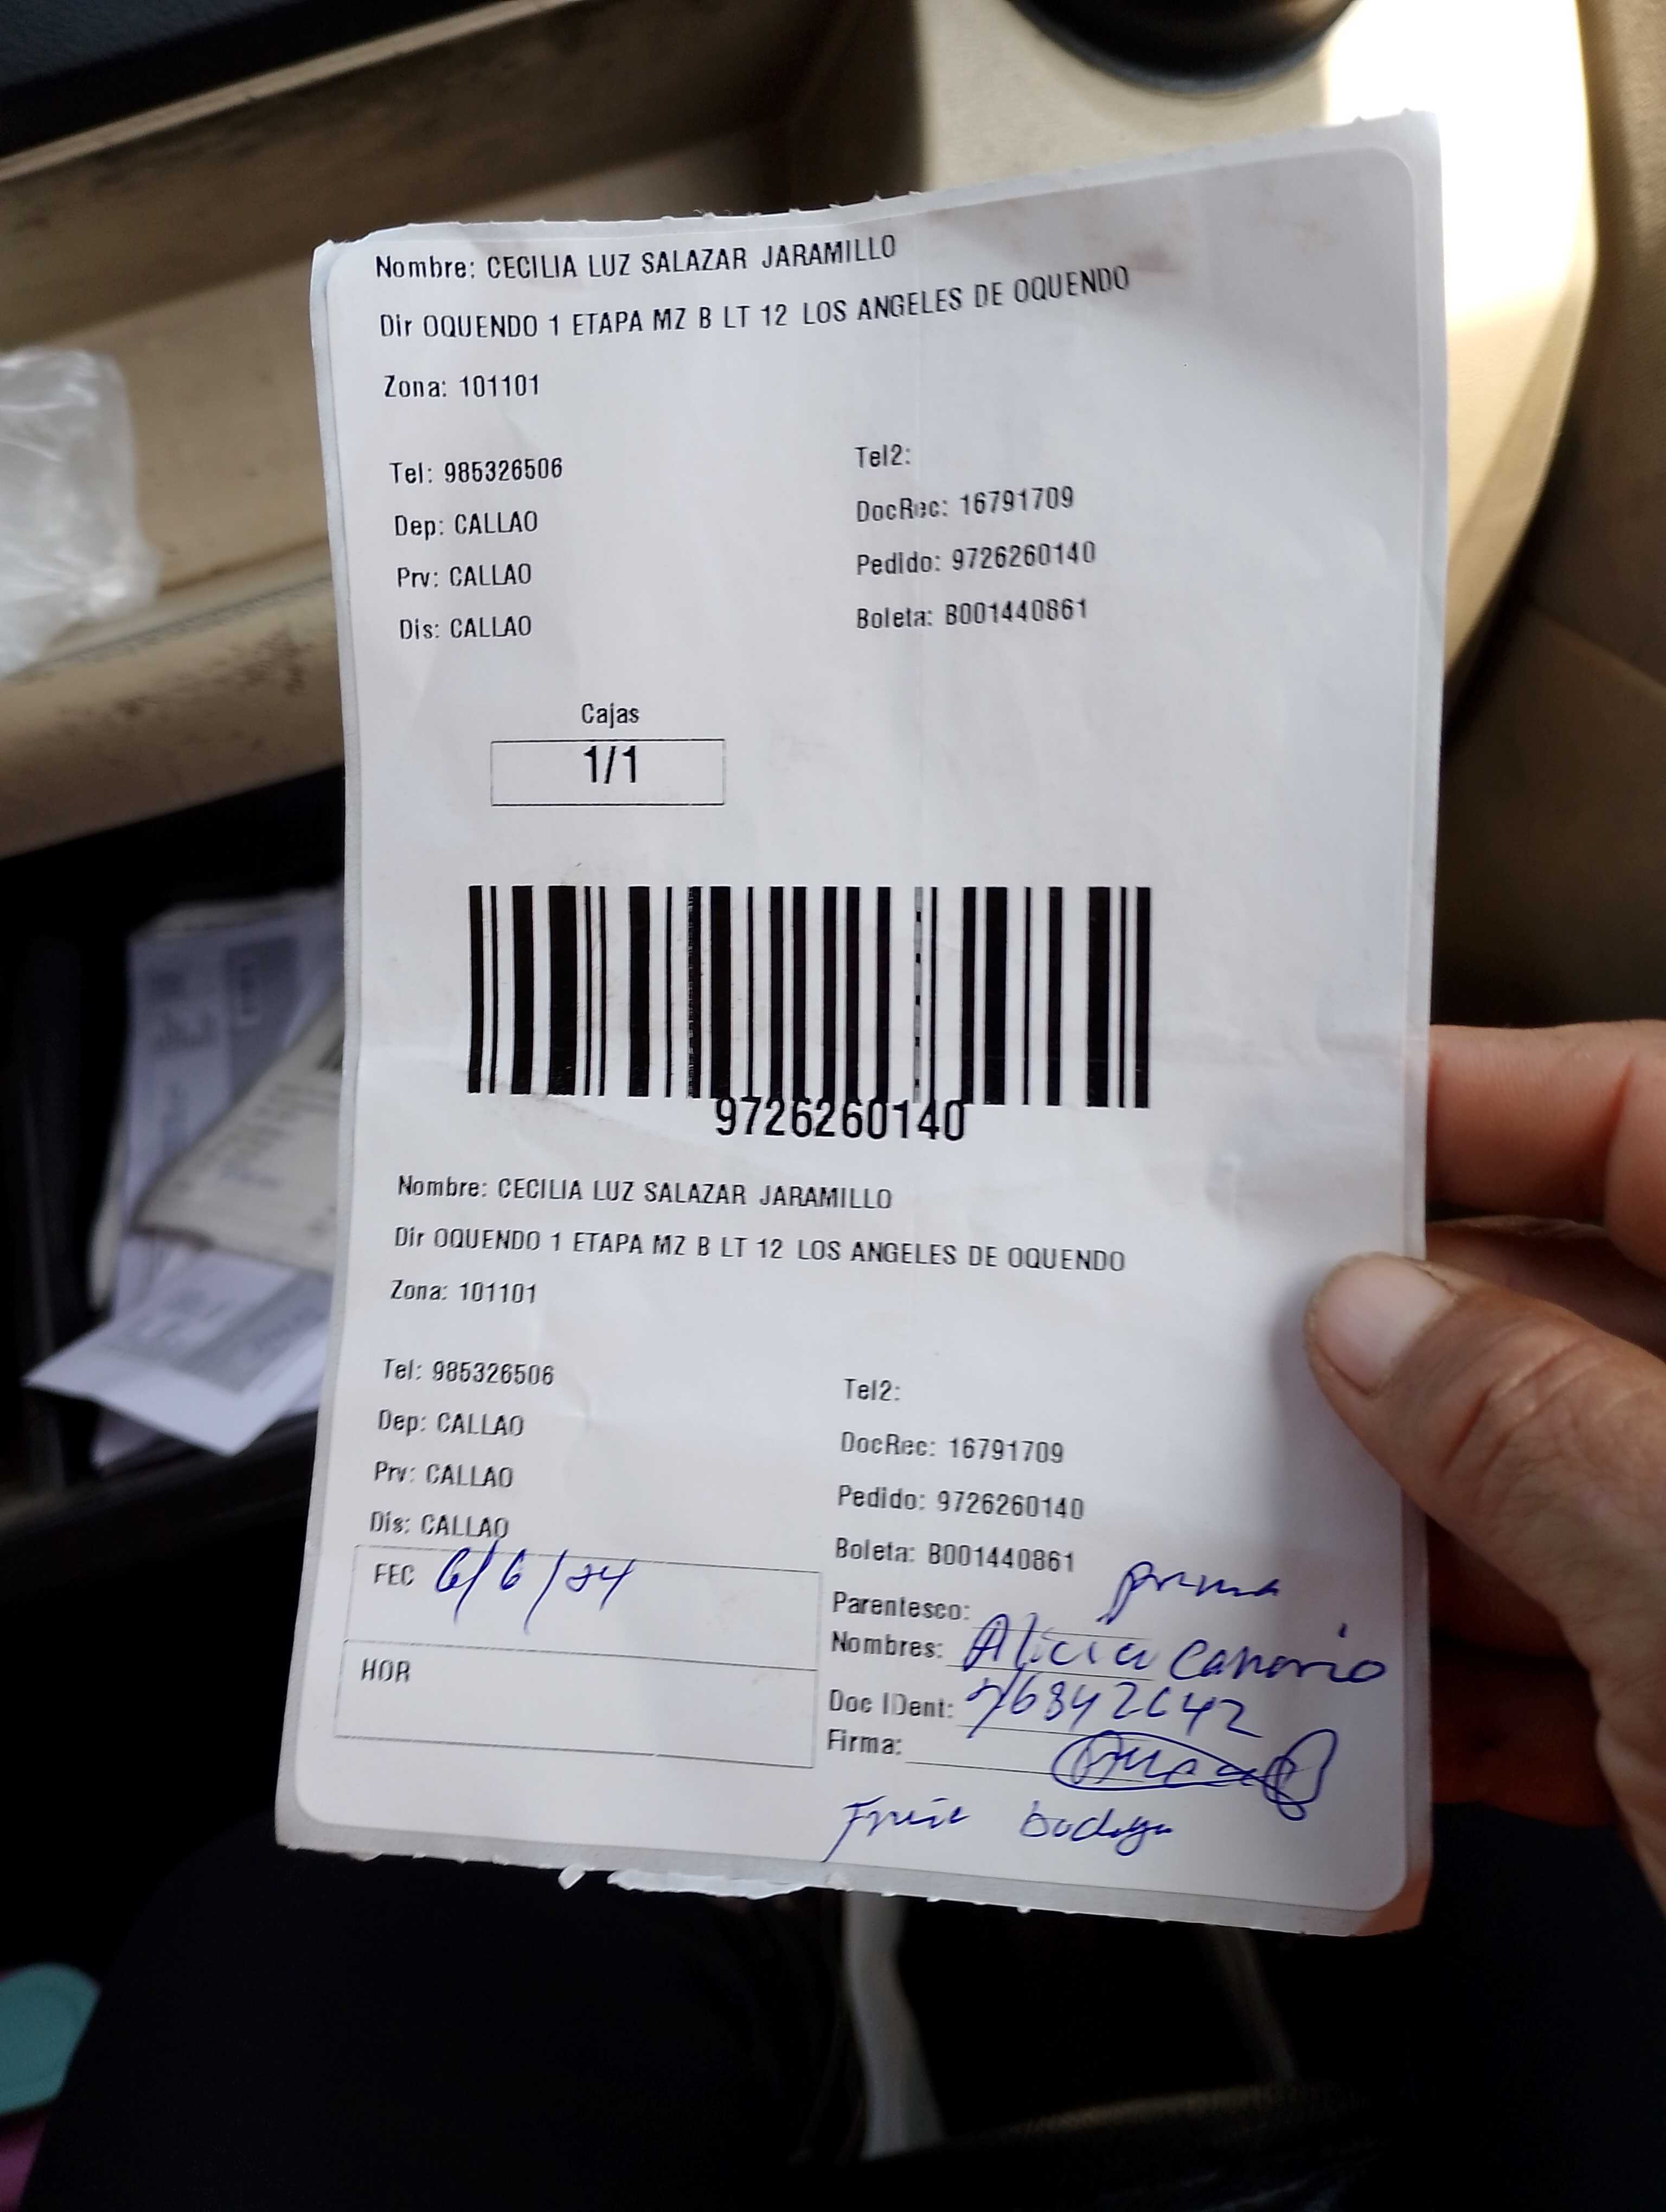 Nombre: CECILIA LUZ SALAZAR JARAMILLO
Dir OQUENDO 1 ETAPA MZ B LT 12 LOS ANGELES DE OQUENDO
Zona: 101101
Tel: 985326506
Tel2:
Dep: CALLAO
DocRec: 16791709
Prv: CALLAO
Pedido: 9726260140
Dis: CALLAO
Boleta: B001440861
Cajas
1/1
9726260140
Nombre: CECILIA LUZ SALAZAR JARAMILLO
Dir OQUENDO 1 ETAPA MZ B LT 12 LOS ANGELES DE OQUENDO
Zona: 101101
Tel: 985326506
Tel2:
Dep: CALLAO
DocRec: 16791709
Prv: CALLAO
Pedido: 9726260140
Dis: CALLAO
Boleta: B001440861
FEC 6/6/24
Parentesco: prima
Nombres: Alicia
HOR
Doc IDent:
Firma:
bodega